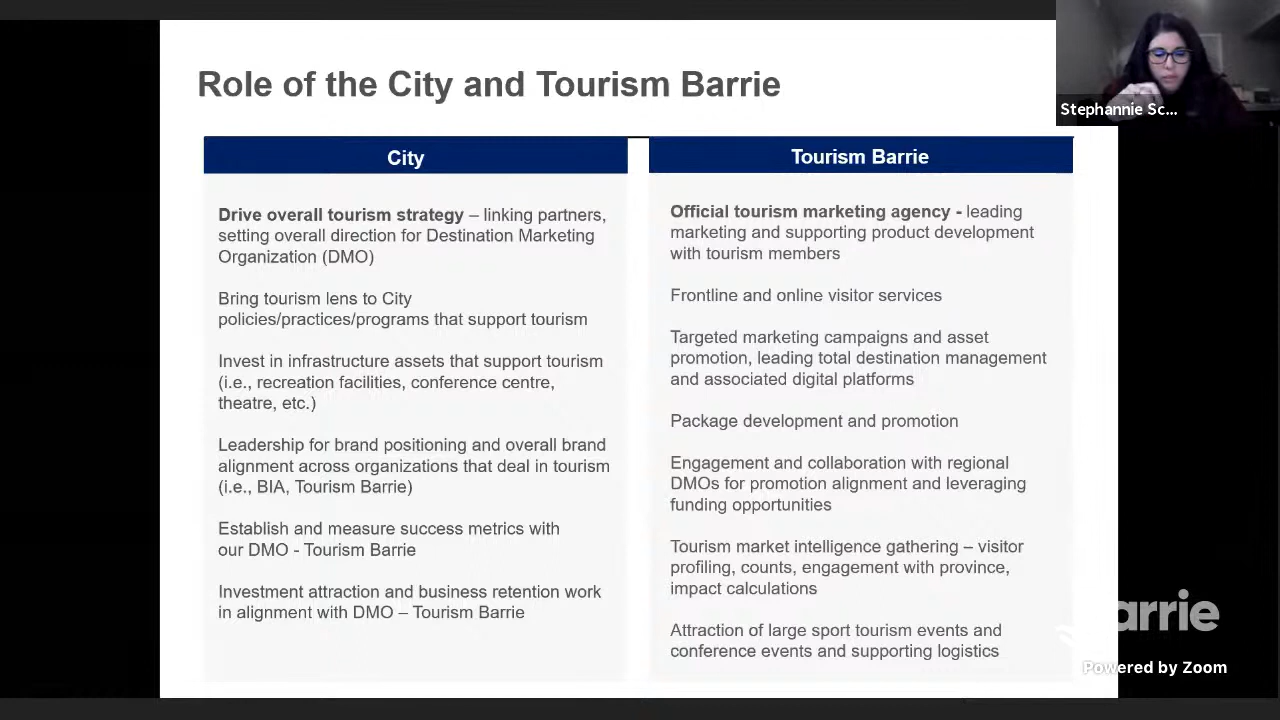 Role of the City and Tourism Barrie
Stephannie Sc...
City
Drive overall tourism strategy – linking partners,
setting overall direction for Destination Marketing
Organization (DMO)
Bring tourism lens to City
policies/practices/programs that support tourism
Invest in infrastructure assets that support tourism
(i.e., recreation facilities, conference centre,
theatre, etc.)
Leadership for brand positioning and overall brand
alignment across organizations that deal in tourism
(i.e., BIA, Tourism Barrie)
Establish and measure success metrics with
our DMO - Tourism Barrie
Investment attraction and business retention work
in alignment with DMO – Tourism Barrie
Tourism Barrie
Official tourism marketing agency - leading
marketing and supporting product development
with tourism members
Frontline and online visitor services
Targeted marketing campaigns and asset
promotion, leading total destination management
and associated digital platforms
Package development and promotion
Engagement and collaboration with regional
DMOs for promotion alignment and leveraging
funding opportunities
Tourism market intelligence gathering – visitor
profiling, counts, engagement with province,
impact calculations
Attraction of large sport tourism events and
conference events and supporting logistics
arrie
Powered by Zoom